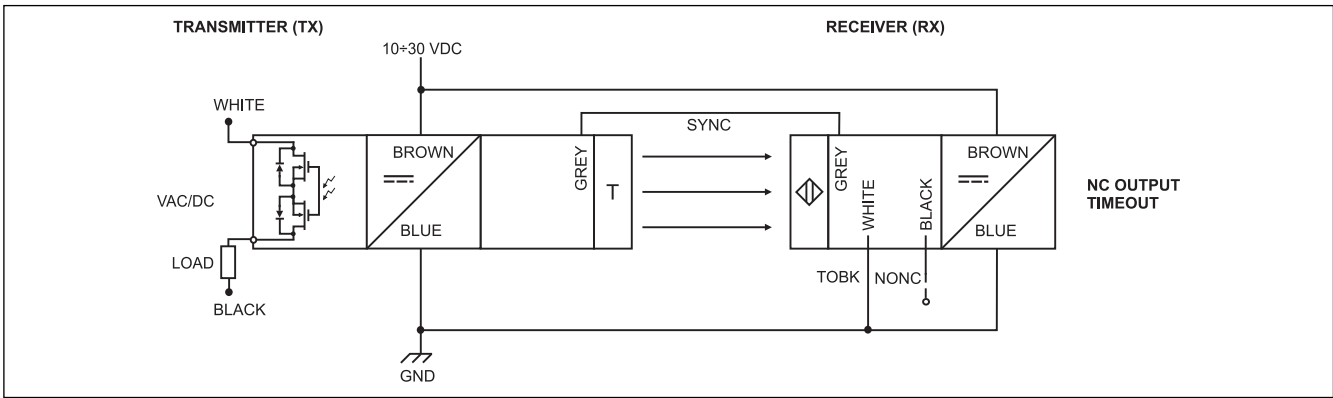 TRANSMITTER (TX)
RECEIVER (RX)
10÷30 VDC
WHITE
SYNC
BROWN
GREY
T
GREY
WHITE
BLACK
BROWN
NC OUTPUT
TIMEOUT
VAC/DC
BLUE
BLUE
LOAD
TOBK
NONC
BLACK
GND